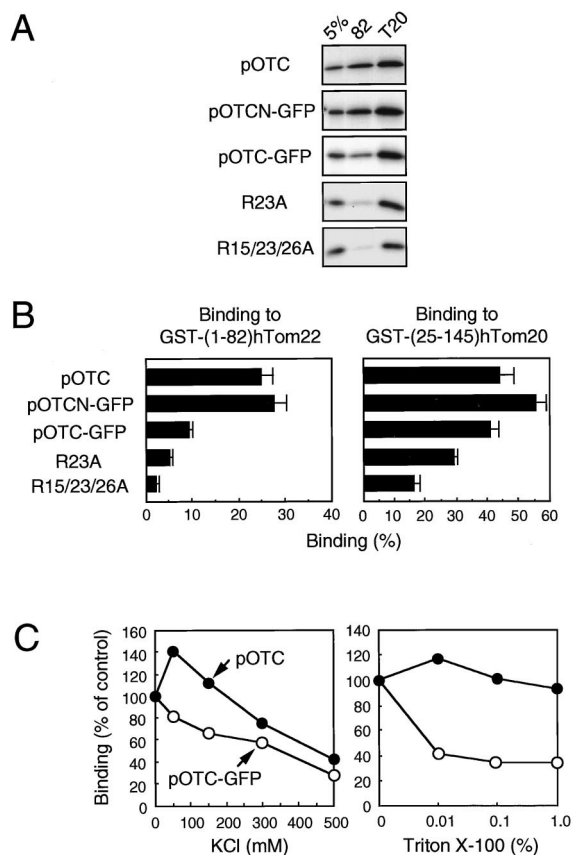 A
5% 82 T20
pOTC
pOTCN-GFP
pOTC-GFP
R23A
R15/23/26A
B
Binding to
GST-(1-82)hTom22
Binding to
GST-(25-145)hTom20
pOTC
pOTCN-GFP
pOTC-GFP
R23A
R15/23/26A
0 10 20 30 40 50
0 10 20 30 40 50 60
Binding (%)
C
Binding (% of control)
160
140
120
100
80
60
40
20
0
pOTC
pOTC-GFP
0 100 200 300 400 500
KCl (mM)
140
120
100
80
60
40
20
0
0 0.01 0.1 1.0
Triton X-100 (%)